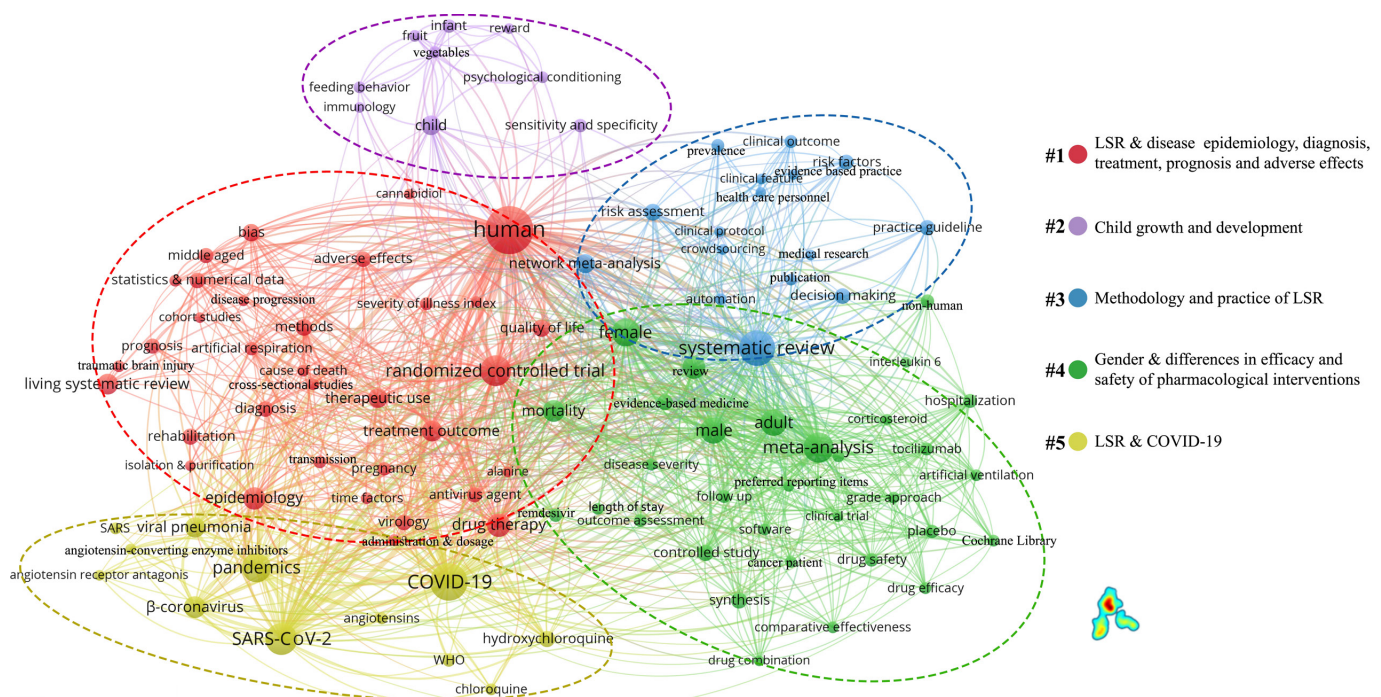 infant
fruit
reward
vegetables
psychological conditioning
feeding behavior
immunology
child
sensitivity and specificity
cannabidiol
human
bias
middle aged
adverse effects
statistics & numerical data
disease progression
severity of illness index
cohort studies
methods
quality of life
prognosis
artificial respiration
traumatic brain injury
cause of death
living systematic review
cross-sectional studies
randomized controlled trial
therapeutic use
diagnosis
rehabilitation
treatment outcome
isolation & purification
transmission
pregnancy
alanine
epidemiology
time factors
antivirus agent
virology
drug therapy
administration & dosage
clinical outcome
prevalence
risk factors
evidence based practice
clinical feature
health care personnel
risk assessment
practice guideline
clinical protocol
crowdsourcing
medical research
network meta-analysis
publication
automation
decision making
systematic review
non-human
female
review
interleukin 6
evidence-based medicine
hospitalization
mortality
corticosteroid
male
adult
meta-analysis
tocilizumab
disease severity
artificial ventilation
preferred reporting items
follow up
grade approach
length of stay
remdesivir
outcome assessment
clinical trial
software
placebo
Cochrane Library
controlled study
cancer patient
drug safety
drug efficacy
synthesis
comparative effectiveness
drug combination
SARS
viral pneumonia
angiotensin-converting enzyme inhibitors
pandemics
angiotensin receptor antagonis
COVID-19
β-coronavirus
angiotensins
SARS-CoV-2
hydroxychloroquine
WHO
chloroquine
#1 LSR & disease epidemiology, diagnosis,
treatment, prognosis and adverse effects
#2 Child growth and development
#3 Methodology and practice of LSR
#4 Gender & differences in efficacy and
safety of pharmacological interventions
#5 LSR & COVID-19